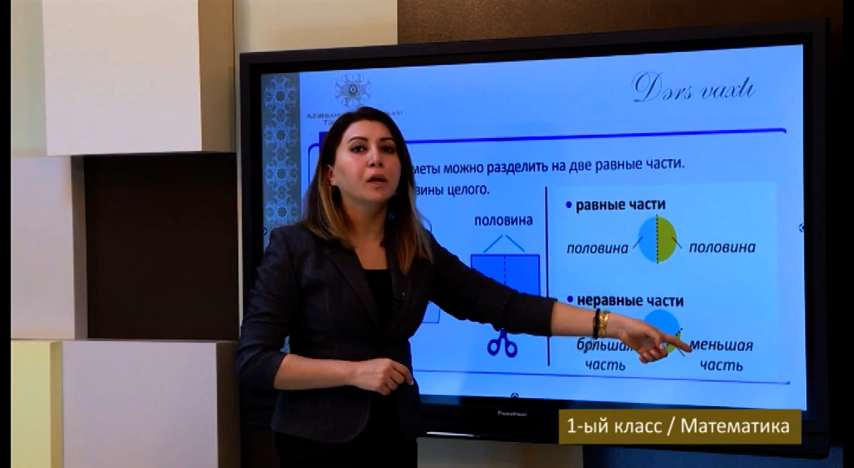 Dərs vaxtı
меты можно разделить на две равные части.
вины целого.
половина
• равные части
половина половина
• неравные части
большая меньшая
часть часть
Promethean
1-ый класс / Математика